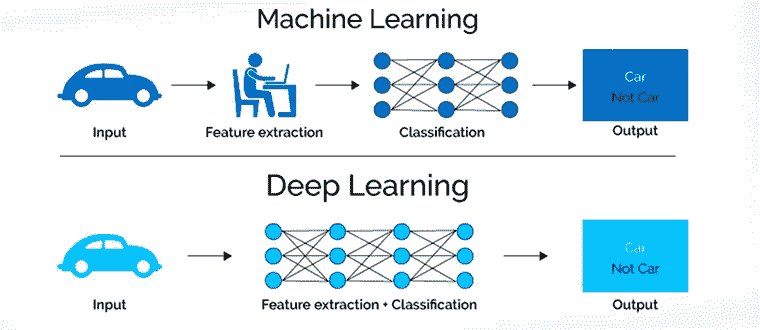 Machine Learning
Car
Not Car
Input
Feature extraction
Classification
Output
Deep Learning
Car
Not Car
Input
Feature extraction + Classification
Output